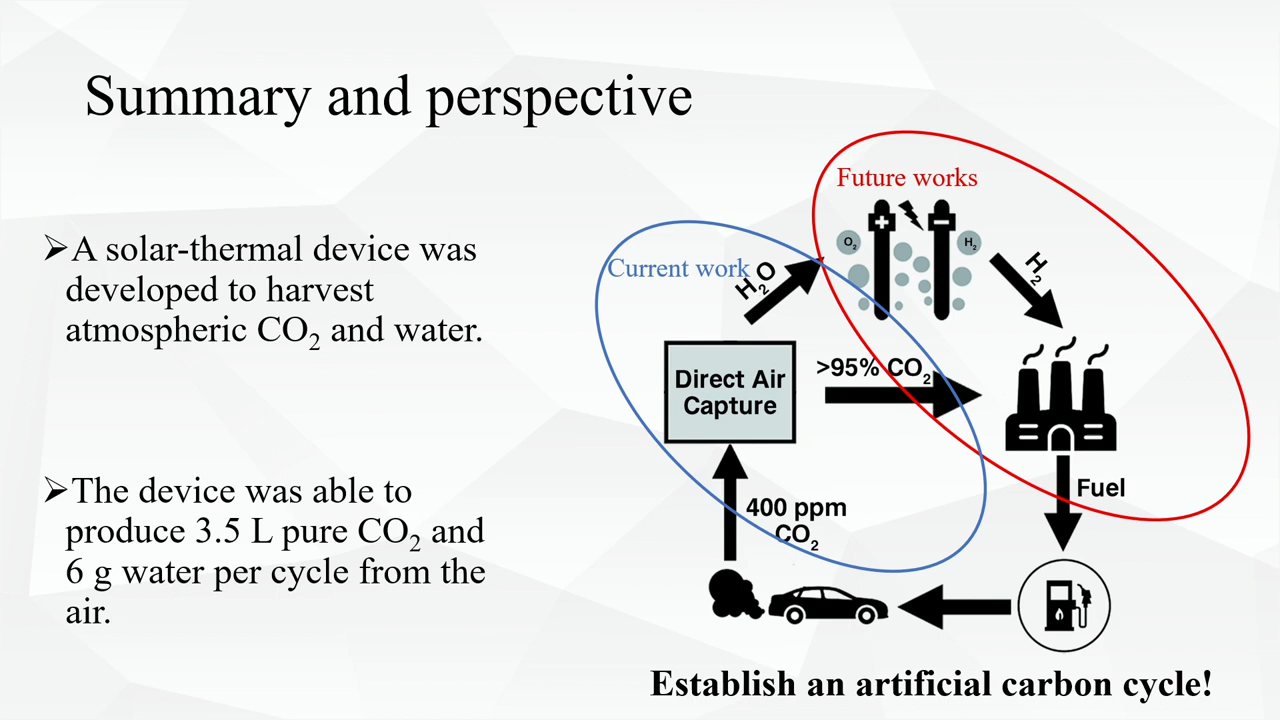 Summary and perspective
➢A solar-thermal device was
developed to harvest
atmospheric CO₂ and water.
➢The device was able to
produce 3.5 L pure CO₂ and
6 g water per cycle from the
air.
Future works
+
−
O₂
H₂
Current work
H₂O
H₂
>95% CO₂
Direct Air
Capture
Fuel
400 ppm
CO₂
Establish an artificial carbon cycle!